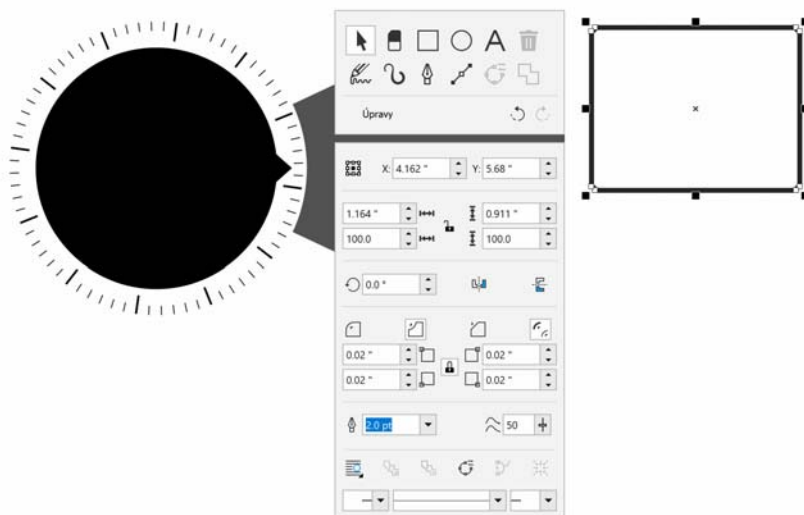 A
Úpravy
X: 4.162 " Y: 5.68 "
1.164 " 0.911 "
100.0 100.0
0.0 °
0.02 " 0.02 "
0.02 " 0.02 "
2.0 pt 50